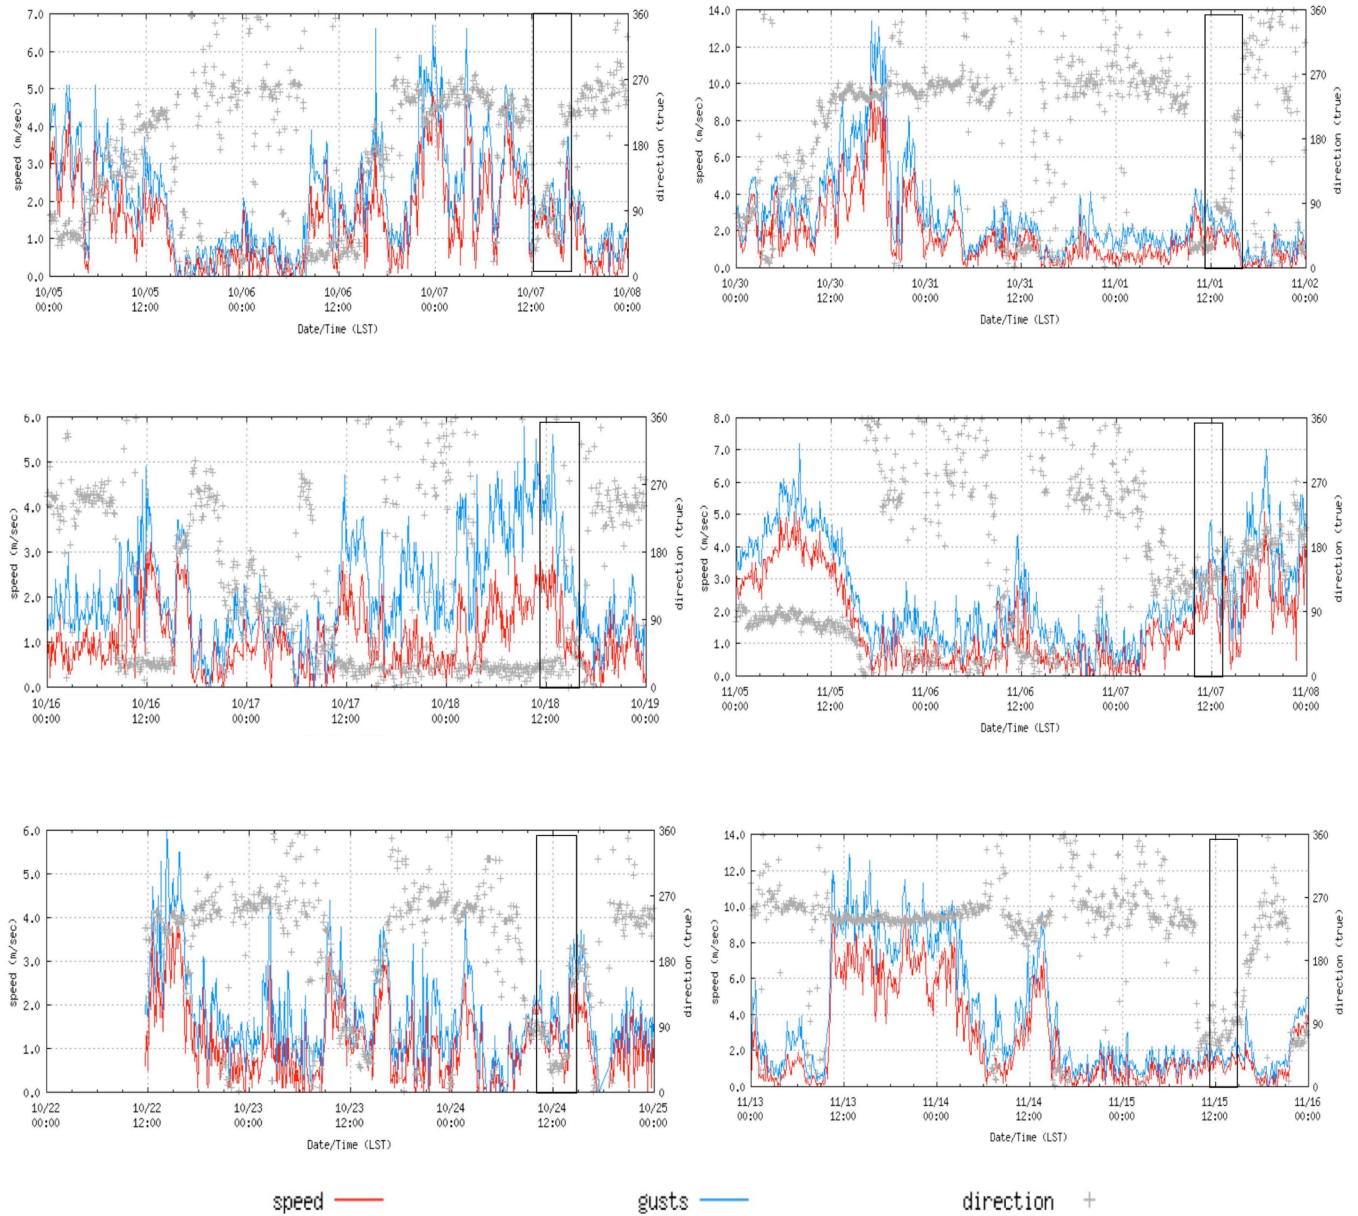 7.0 360 14.0 360
6.0 12.0
5.0 270 10.0 270
4.0 8.0
180 180
3.0 6.0
2.0 90 4.0 90
1.0 2.0
0.0 0 0.0 0
speed (m/sec) direction (true) speed (m/sec) direction (true)
10/05 10/05 10/06 10/06 10/07 10/07 10/08 10/30 10/30 10/31 10/31 11/01 11/01 11/02
00:00 12:00 00:00 12:00 00:00 12:00 00:00 00:00 12:00 00:00 12:00 00:00 12:00 00:00
Date/Time (LST) Date/Time (LST)
6.0 360 8.0 360
7.0
5.0 6.0
270 270
4.0 5.0
3.0 180 4.0 180
2.0 3.0
90 2.0 90
1.0 1.0
0.0 0 0.0 0
speed (m/sec) direction (true) speed (m/sec) direction (true)
10/16 10/16 10/17 10/17 10/18 10/18 10/19 11/05 11/05 11/06 11/06 11/07 11/07 11/08
00:00 12:00 00:00 12:00 00:00 12:00 00:00 00:00 12:00 00:00 12:00 00:00 12:00 00:00
Date/Time (LST)
6.0 360 14.0 360
5.0 12.0
270 10.0 270
4.0 8.0
3.0 180 6.0 180
2.0 4.0
90 90
1.0 2.0
0.0 0 0.0 0
speed (m/sec) direction (true) speed (m/sec) direction (true)
10/22 10/22 10/23 10/23 10/24 10/24 10/25 11/13 11/13 11/14 11/14 11/15 11/15 11/16
00:00 12:00 00:00 12:00 00:00 12:00 00:00 00:00 12:00 00:00 12:00 00:00 12:00 00:00
Date/Time (LST) Date/Time (LST)
speed gusts direction